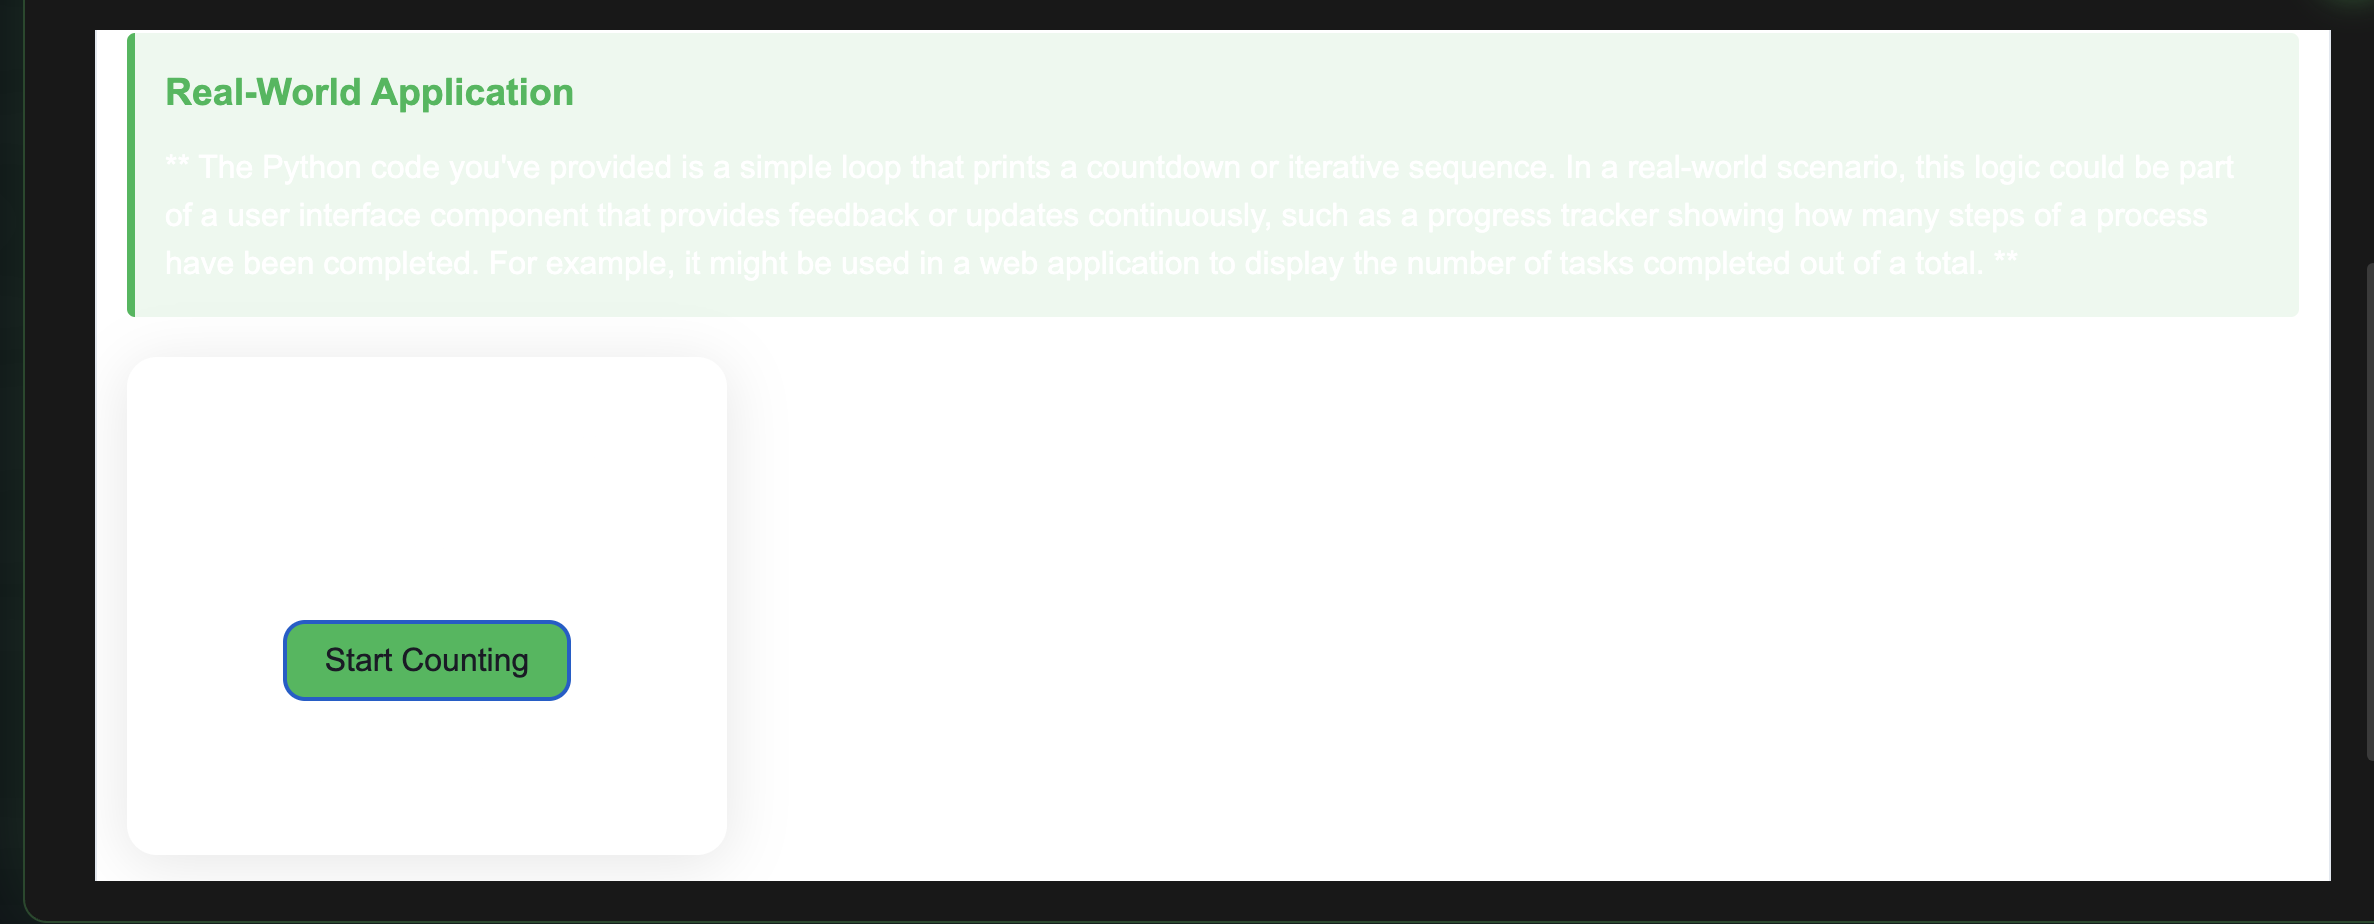 Real-World Application
** The Python code you've provided is a simple loop that prints a countdown or iterative sequence. In a real-world scenario, this logic could be part
of a user interface component that provides feedback or updates continuously, such as a progress tracker showing how many steps of a process
have been completed. For example, it might be used in a web application to display the number of tasks completed out of a total. **
Start Counting